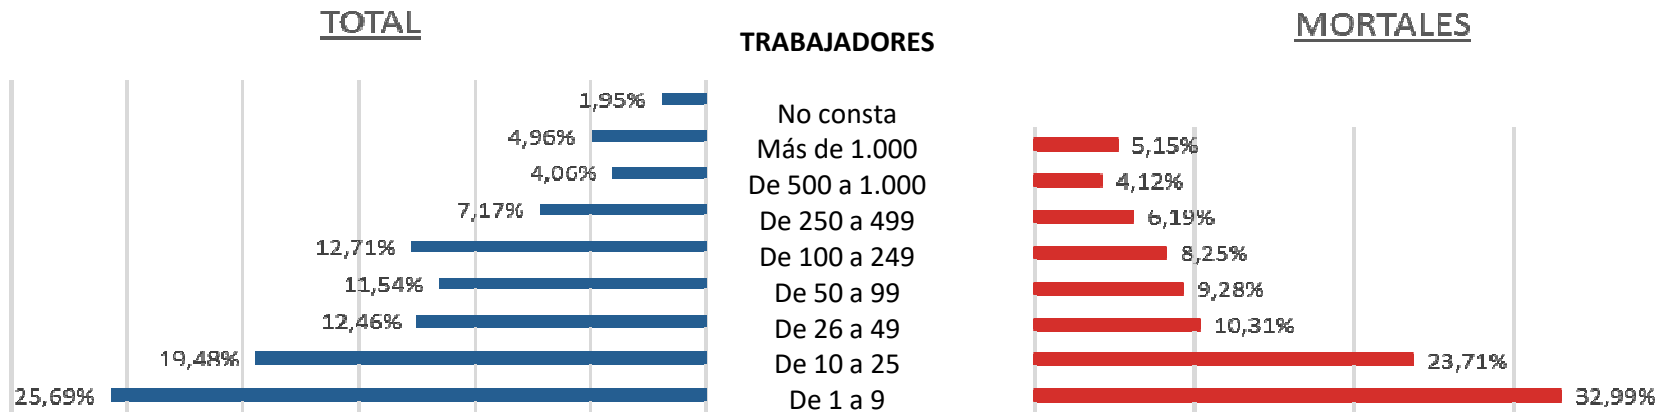 TOTAL
TRABAJADORES
MORTALES
1,95%
No consta
4,96%
Más de 1.000
5,15%
4,06%
De 500 a 1.000
4,12%
7,17%
De 250 a 499
6,19%
12,71%
De 100 a 249
8,25%
11,54%
De 50 a 99
9,28%
12,46%
De 26 a 49
10,31%
19,48%
De 10 a 25
23,71%
25,69%
De 1 a 9
32,99%